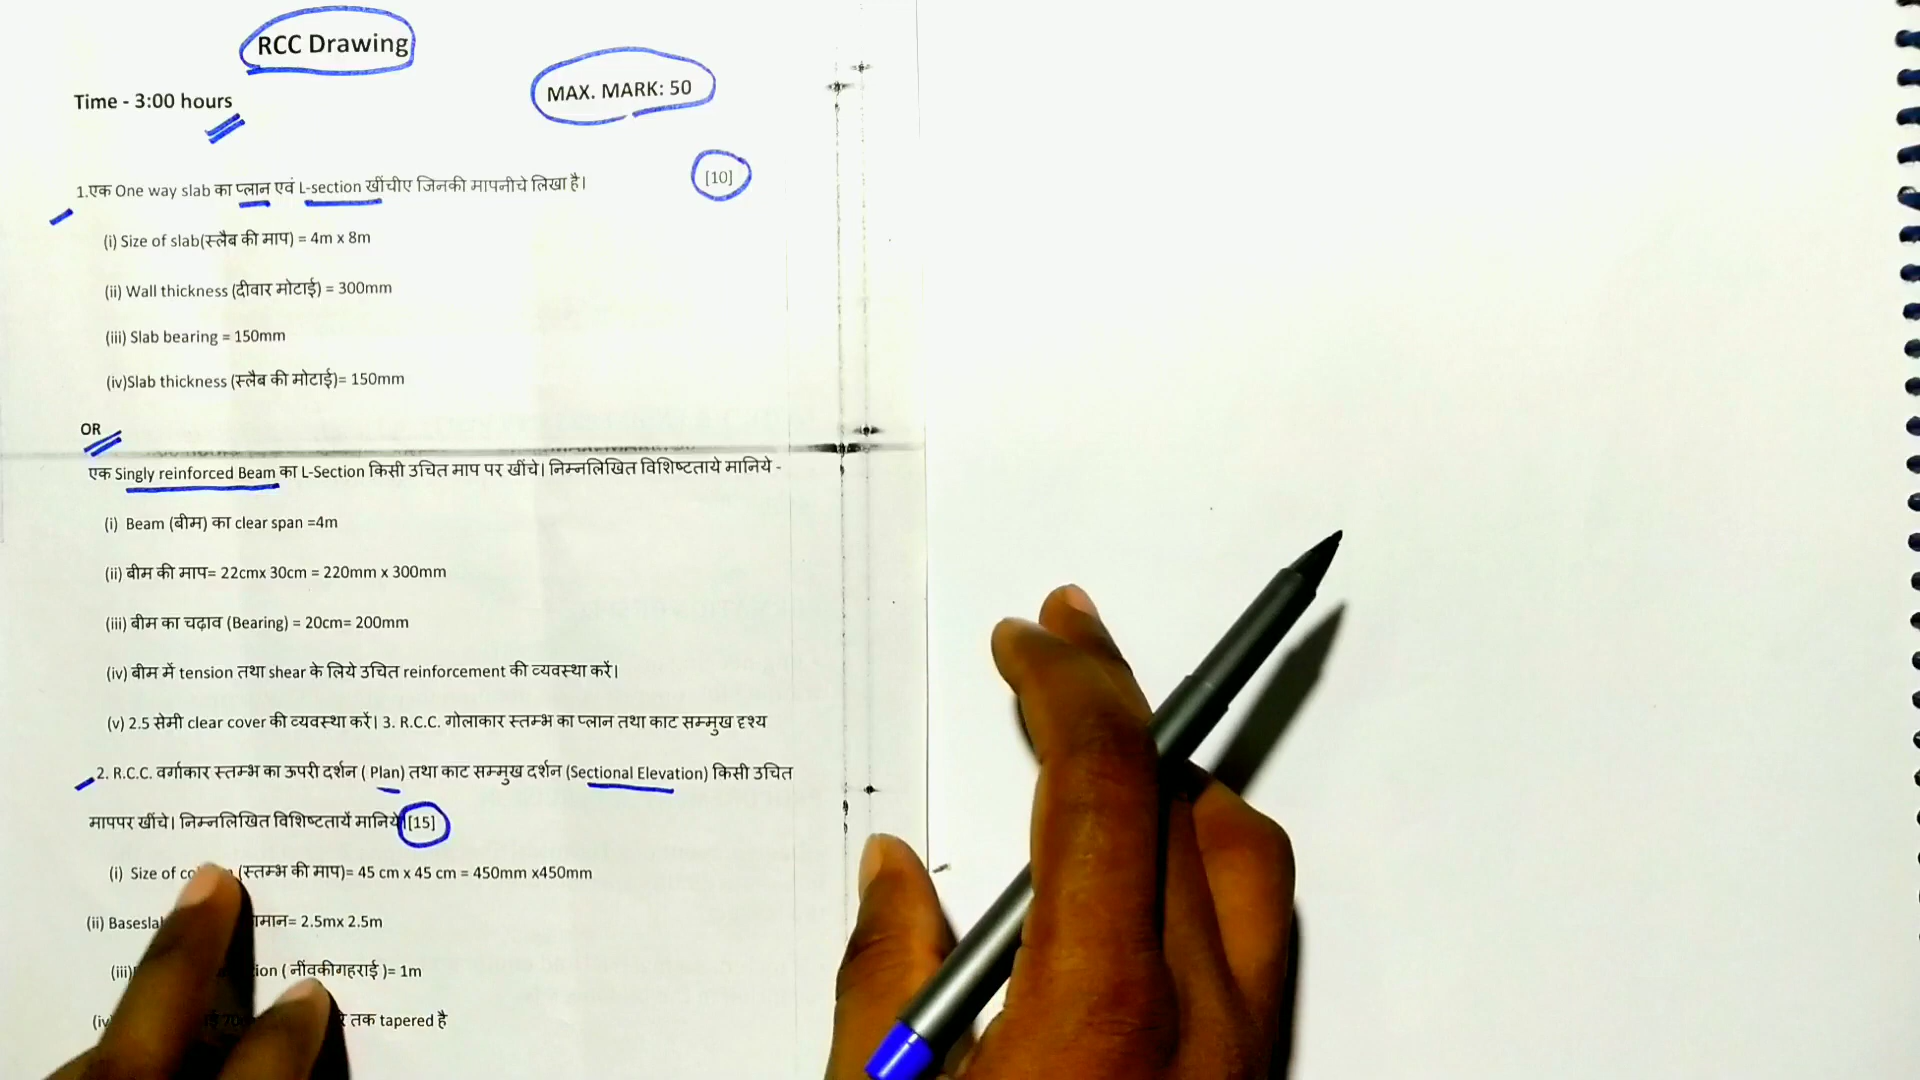 RCC Drawing
MAX. MARK: 50
Time - 3:00 hours
1.एक One way slab का प्लान एवं L-section खींचीए जिनकी मापनीचे लिखा है। [10]
(i) Size of slab(स्लैब की माप) = 4m x 8m
(ii) Wall thickness (दीवार मोटाई) = 300mm
(iii) Slab bearing = 150mm
(iv)Slab thickness (स्लैब की मोटाई)= 150mm
OR
एक Singly reinforced Beam का L-Section किसी उचित माप पर खींचे। निम्नलिखित विशिष्टताये मानिये -
(i) Beam (बीम) का clear span =4m
(ii) बीम की माप= 22cmx 30cm = 220mm x 300mm
(iii) बीम का चढ़ाव (Bearing) = 20cm= 200mm
(iv) बीम में tension तथा shear के लिये उचित reinforcement की व्यवस्था करें।
(v) 2.5 सेमी clear cover की व्यवस्था करें। 3. R.C.C. गोलाकार स्तम्भ का प्लान तथा काट सम्मुख दृश्य
2. R.C.C. वर्गाकार स्तम्भ का ऊपरी दर्शन ( Plan) तथा काट सम्मुख दर्शन (Sectional Elevation) किसी उचित
मापपर खींचे। निम्नलिखित विशिष्टतायें मानिये।[15]
(i) Size of (स्तम्भ की माप)= 45 cm x 45 cm = 450mm x450mm
(ii) = 2.5mx 2.5m
(iii) ( नींवकीगहराई )= 1m
(iv) तक tapered है